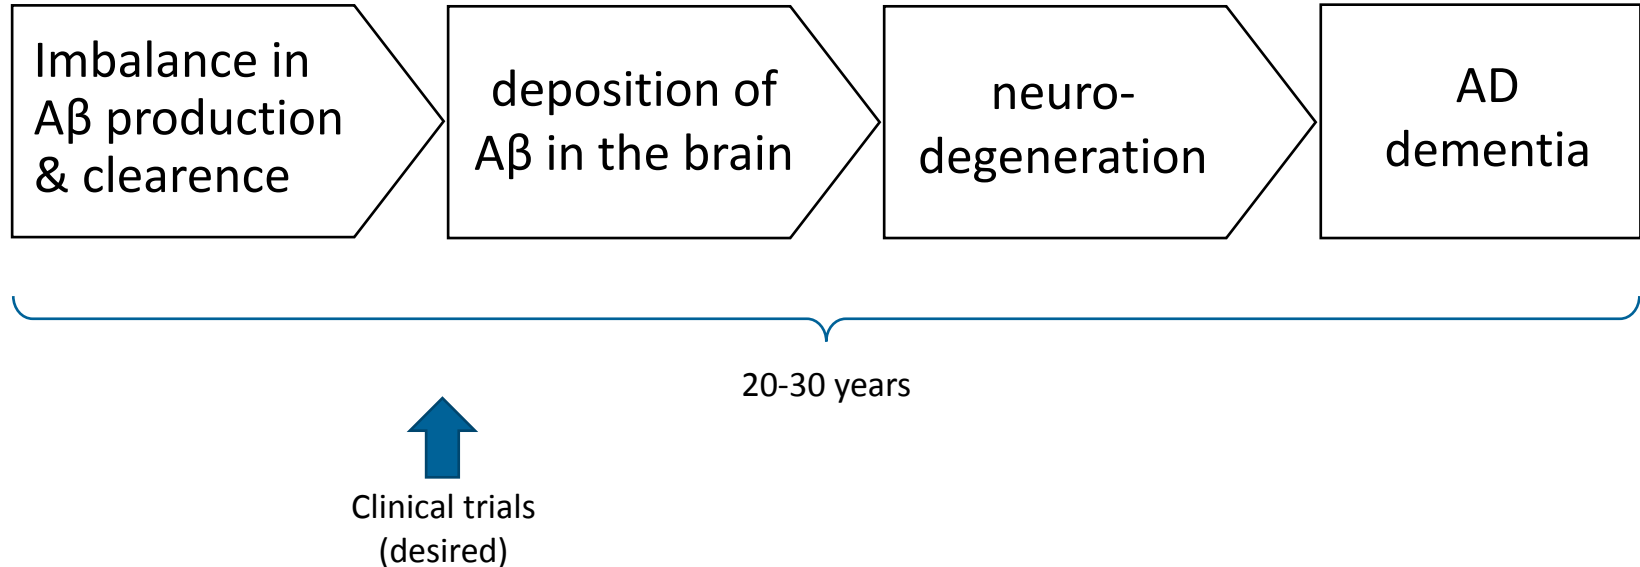 Imbalance in
Aβ production
& clearence
deposition of
Aβ in the brain
neuro-
degeneration
AD
dementia
20-30 years
Clinical trials
(desired)